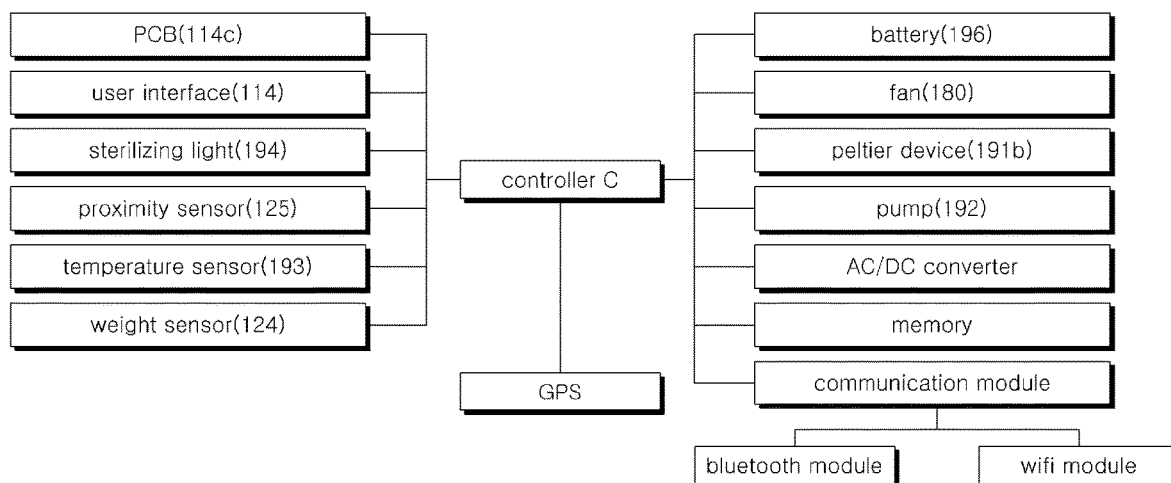 PCB(114c)
user interface(114)
sterilizing light(194)
proximity sensor(125)
temperature sensor(193)
weight sensor(124)
controller C
GPS
battery(196)
fan(180)
peltier device(191b)
pump(192)
AC/DC converter
memory
communication module
bluetooth module
wifi module